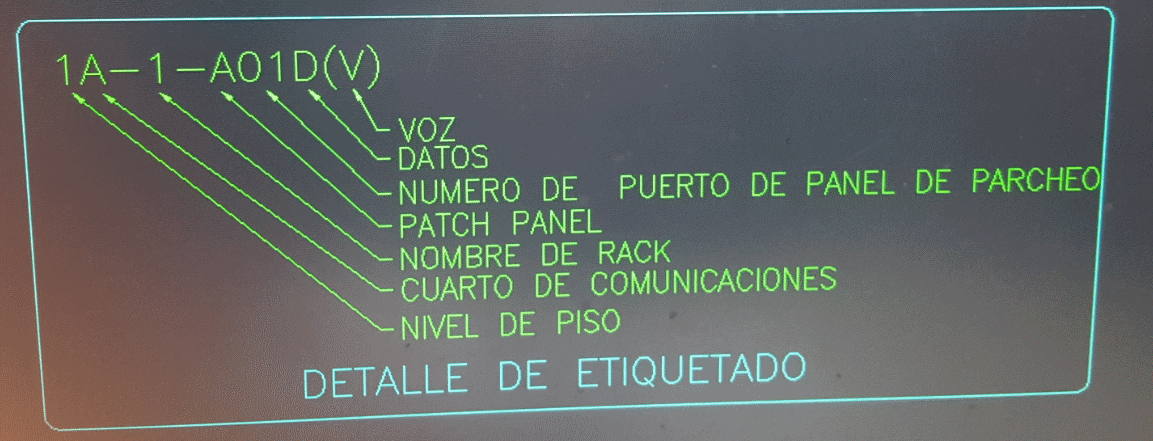 1A-1-A01D(V)
VOZ
DATOS
NUMERO DE PUERTO DE PANEL DE PARCHEO
PATCH PANEL
NOMBRE DE RACK
CUARTO DE COMUNICACIONES
NIVEL DE PISO
DETALLE DE ETIQUETADO